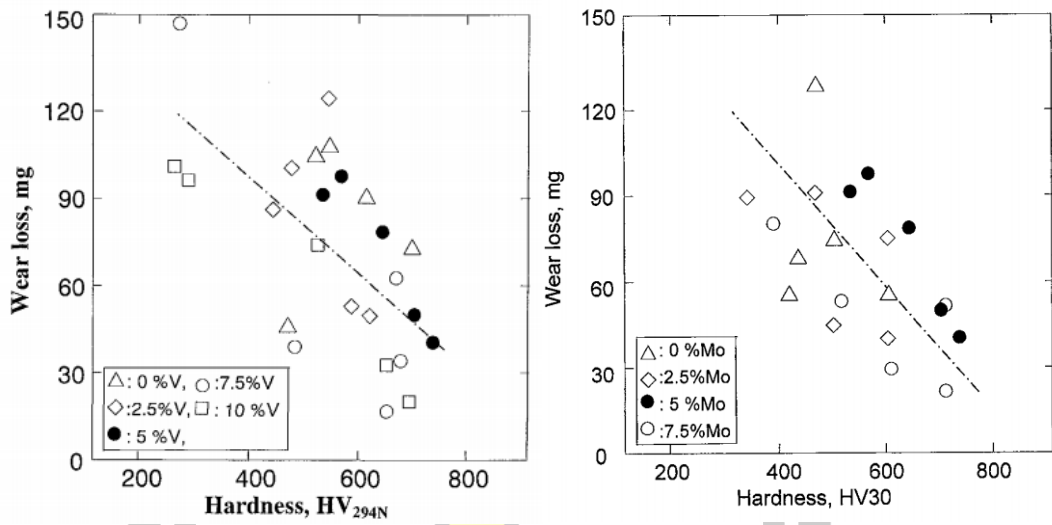 150
120
90
60
30
0
Wear loss, mg
200
400
600
800
Hardness, HV294N
△: 0 %V, ○:7.5%V
◇:2.5%V, □: 10 %V
●: 5 %V,
150
120
90
60
30
0
Wear loss, mg
200
400
600
800
Hardness, HV30
△: 0 %Mo
◇:2.5%Mo
●: 5 %Mo
○:7.5%Mo